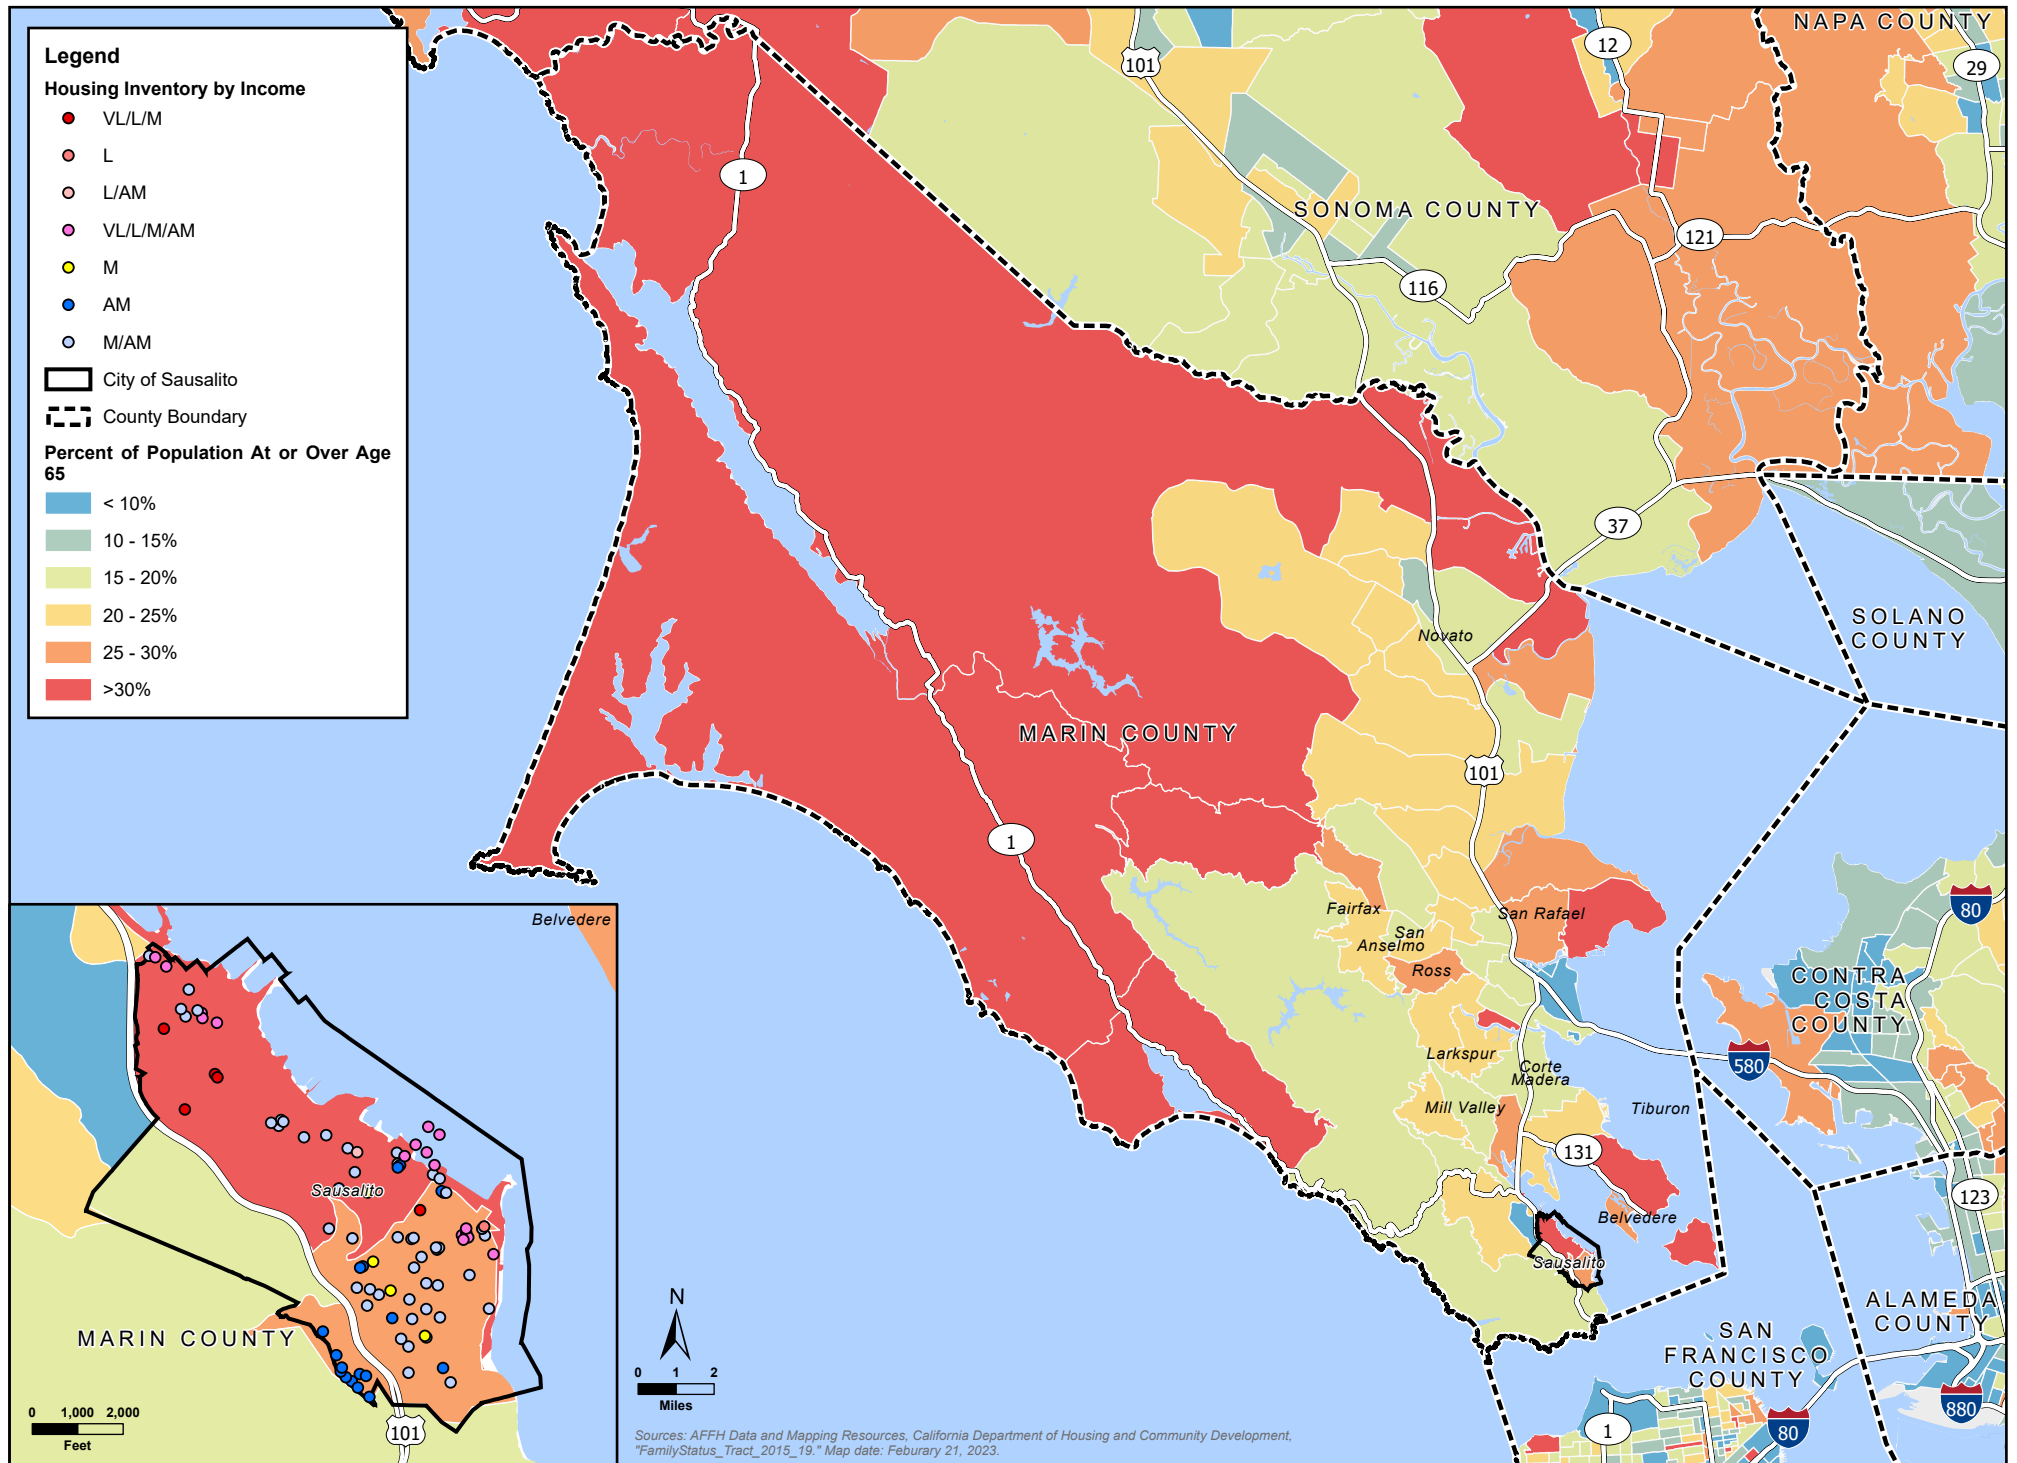 Legend
Housing Inventory by Income
VL/L/M
L
L/AM
VL/L/M/AM
M
AM
M/AM
City of Sausalito
County Boundary
Percent of Population At or Over Age
65
< 10%
10 - 15%
15 - 20%
20 - 25%
25 - 30%
>30%
NAPA COUNTY
12
29
101
1
SONOMA COUNTY
121
116
37
SOLANO
COUNTY
Novato
MARIN COUNTY
101
1
80
Fairfax
San Rafael
San
Anselmo
Ross
CONTRA
COSTA
COUNTY
Larkspur
Corte
Madera
580
Mill Valley
Tiburon
131
123
Belvedere
Sausalito
ALAMEDA
COUNTY
SAN
FRANCISCO
COUNTY
1
80
880
Belvedere
Sausalito
MARIN COUNTY
101
0 1,000 2,000
Feet
N
0 1 2
Miles
Sources: AFFH Data and Mapping Resources, California Department of Housing and Community Development,
"FamilyStatus_Tract_2015_19." Map date: Feburary 21, 2023.